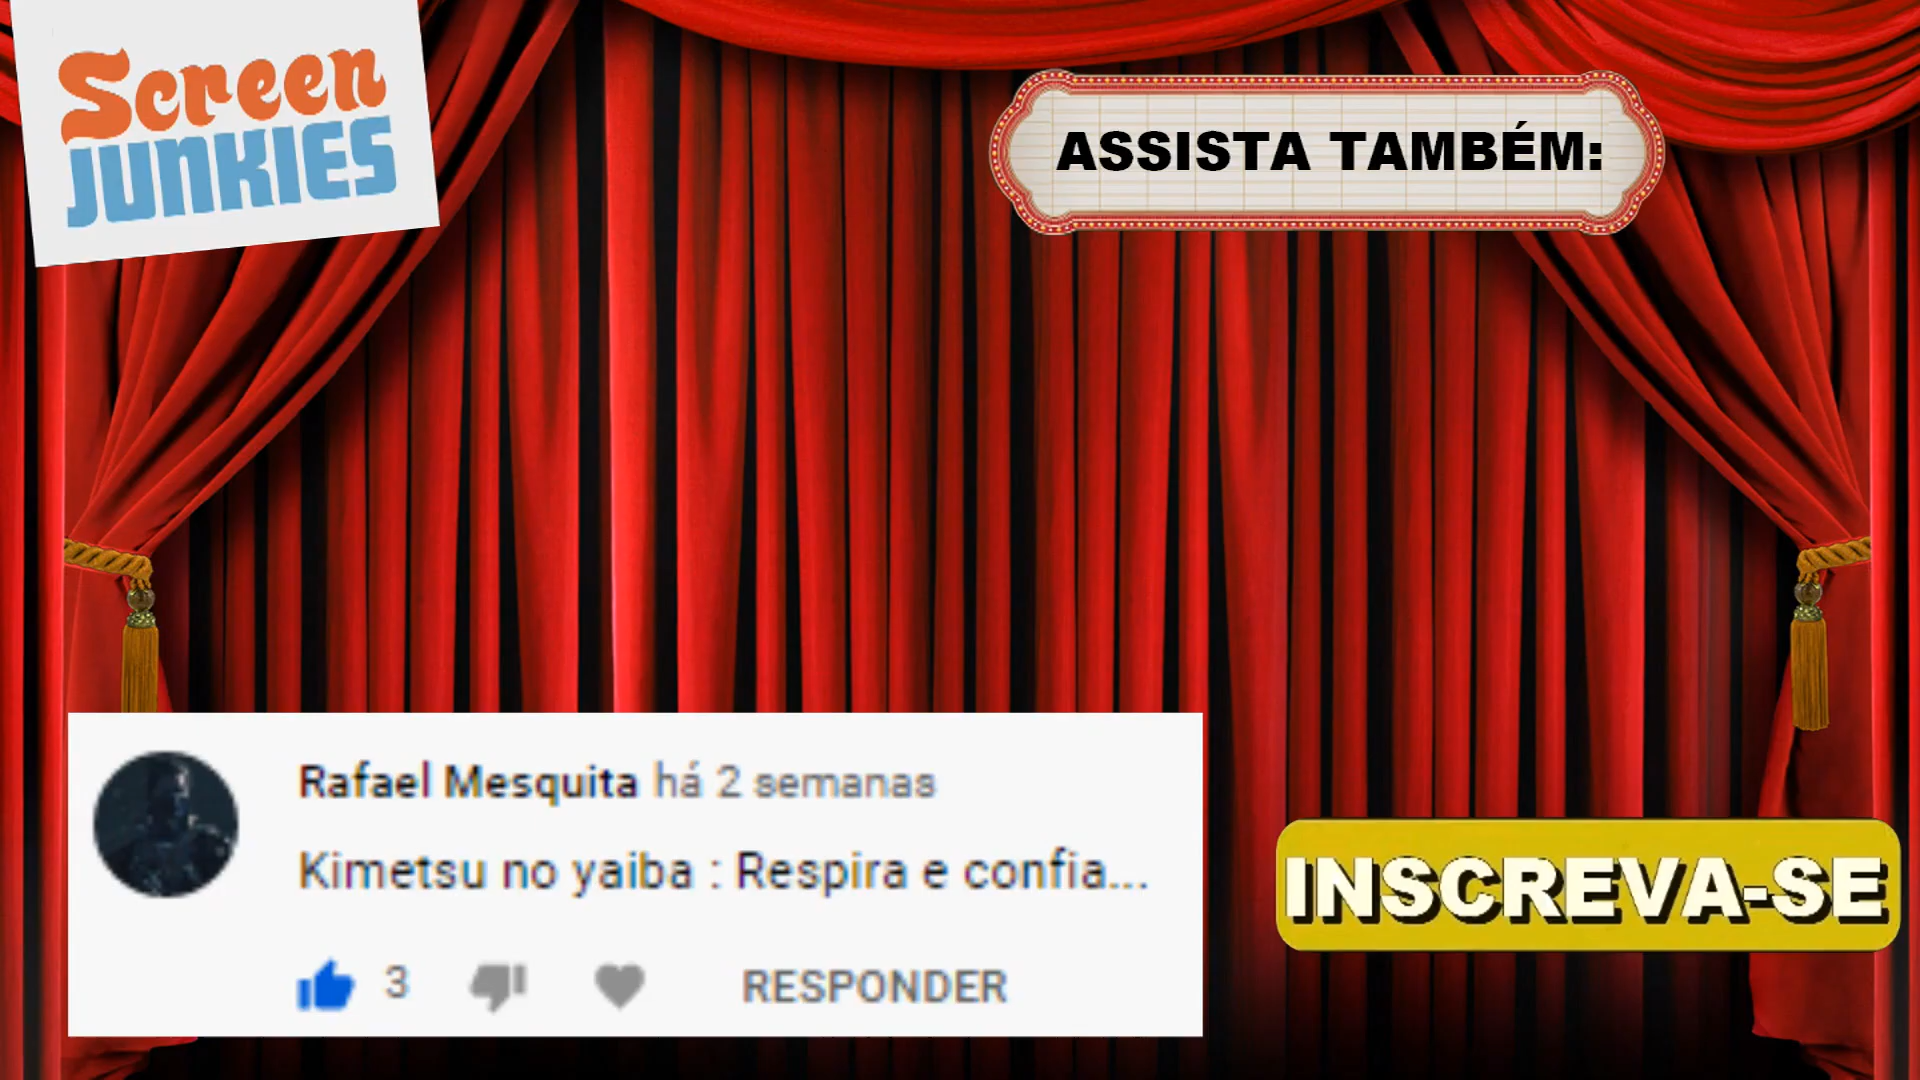 Screen
JUNKIES
ASSISTA TAMBÉM:
Rafael Mesquita há 2 semanas
Kimetsu no yaiba : Respira e confia...
3 RESPONDER
INSCREVA-SE